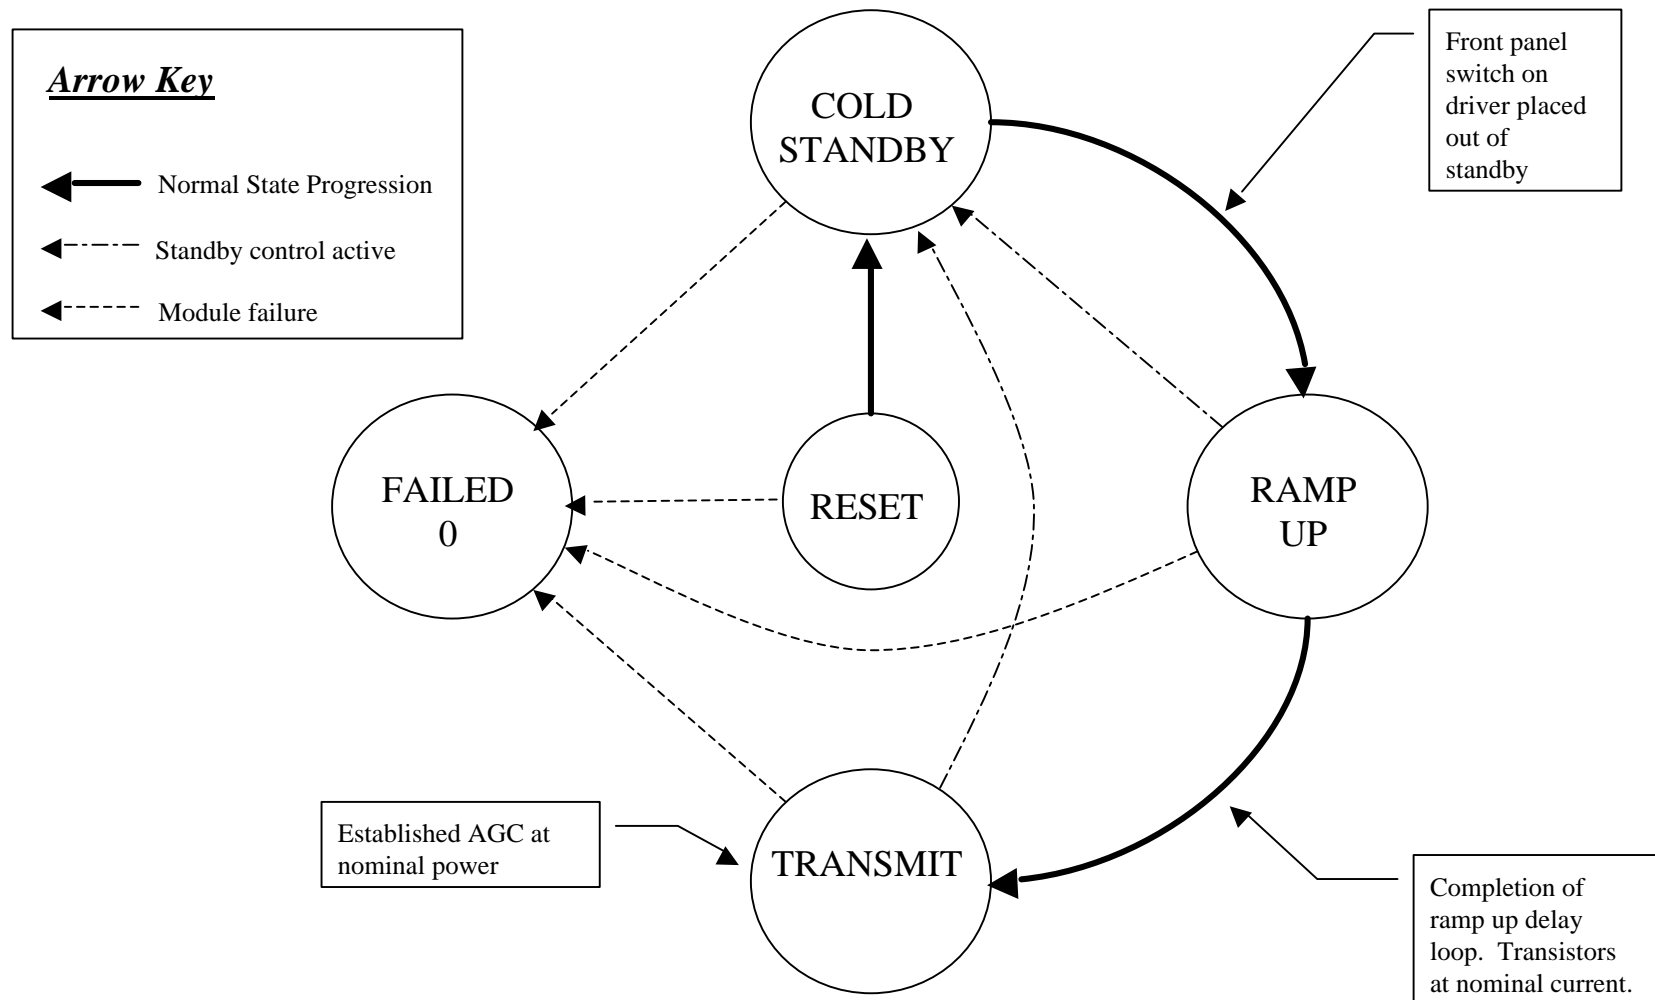 Arrow Key
Normal State Progression
Standby control active
Module failure
COLD
STANDBY
Front panel
switch on
driver placed
out of
standby
FAILED
0
RESET
RAMP
UP
Established AGC at
nominal power
TRANSMIT
Completion of
ramp up delay
loop.  Transistors
at nominal current.